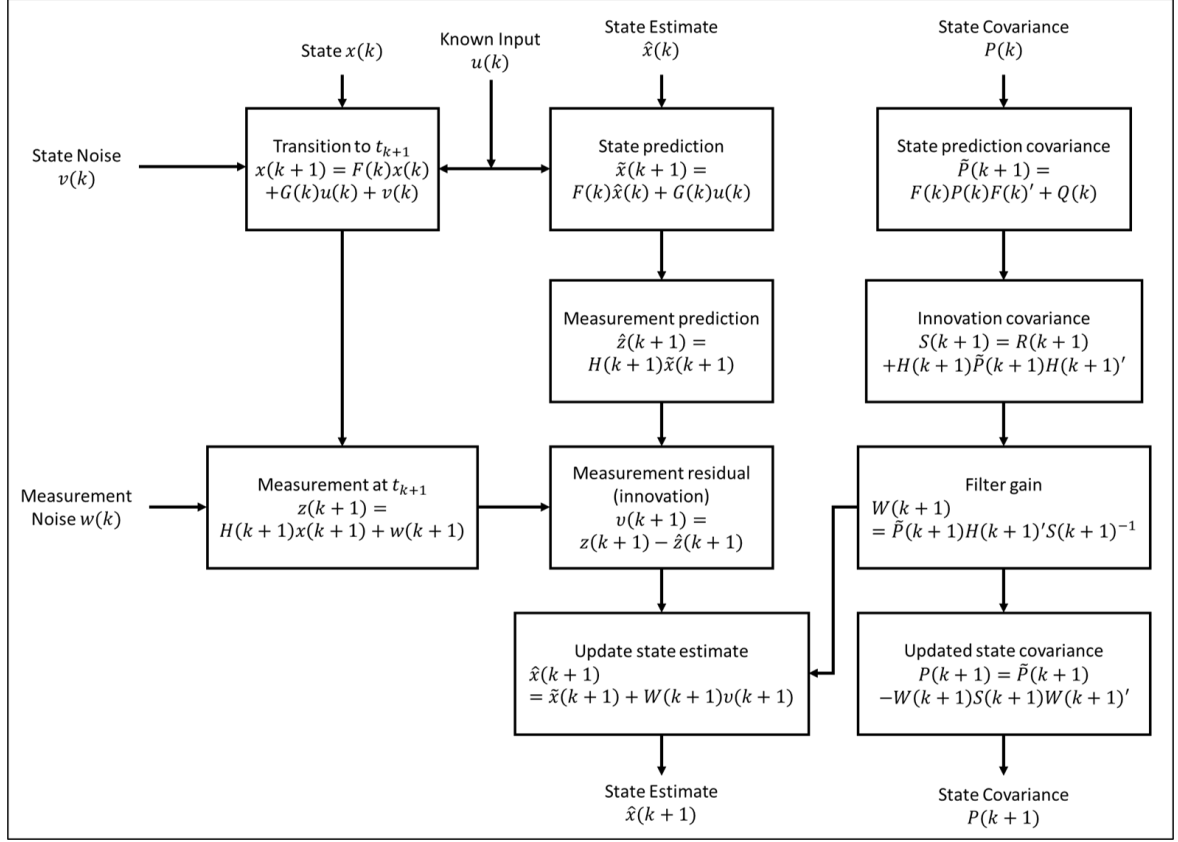 State x(k)
Known Input
u(k)
State Estimate
x̂(k)
State Covariance
P(k)
State Noise
v(k)
Transition to t_{k+1}
x(k + 1) = F(k)x(k)
+G(k)u(k) + v(k)
State prediction
x̃(k + 1) =
F(k)x̂(k) + G(k)u(k)
State prediction covariance
P̃(k + 1) =
F(k)P(k)F(k)′ + Q(k)
Measurement prediction
ẑ(k + 1) =
H(k + 1)x̃(k + 1)
Innovation covariance
S(k + 1) = R(k + 1)
+H(k + 1)P̃(k + 1)H(k + 1)′
Measurement
Noise w(k)
Measurement at t_{k+1}
z(k + 1) =
H(k + 1)x(k + 1) + w(k + 1)
Measurement residual
(innovation)
υ(k + 1) =
z(k + 1) − ẑ(k + 1)
Filter gain
W(k + 1)
= P̃(k + 1)H(k + 1)′S(k + 1)⁻¹
Update state estimate
x̂(k + 1)
= x̃(k + 1) + W(k + 1)υ(k + 1)
Updated state covariance
P(k + 1) = P̃(k + 1)
−W(k + 1)S(k + 1)W(k + 1)′
State Estimate
x̂(k + 1)
State Covariance
P(k + 1)